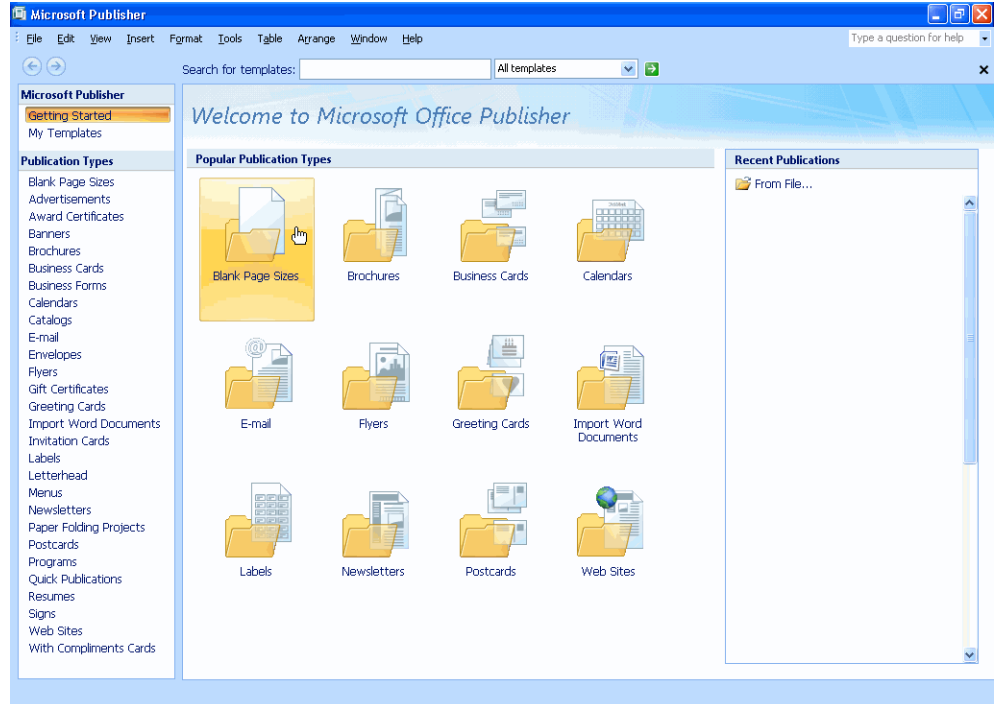 Microsoft Publisher
File Edit View Insert Format Tools Table Arrange Window Help
Type a question for help
Search for templates:
All templates
Microsoft Publisher
Getting Started
My Templates
Publication Types
Blank Page Sizes
Advertisements
Award Certificates
Banners
Brochures
Business Cards
Business Forms
Calendars
Catalogs
E-mail
Envelopes
Flyers
Gift Certificates
Greeting Cards
Import Word Documents
Invitation Cards
Labels
Letterhead
Menus
Newsletters
Paper Folding Projects
Postcards
Programs
Quick Publications
Resumes
Signs
Web Sites
With Compliments Cards
Welcome to Microsoft Office Publisher
Popular Publication Types
Blank Page Sizes
Brochures
Business Cards
Calendars
E-mail
Flyers
Greeting Cards
Import Word
Documents
Labels
Newsletters
Postcards
Web Sites
Recent Publications
From File...